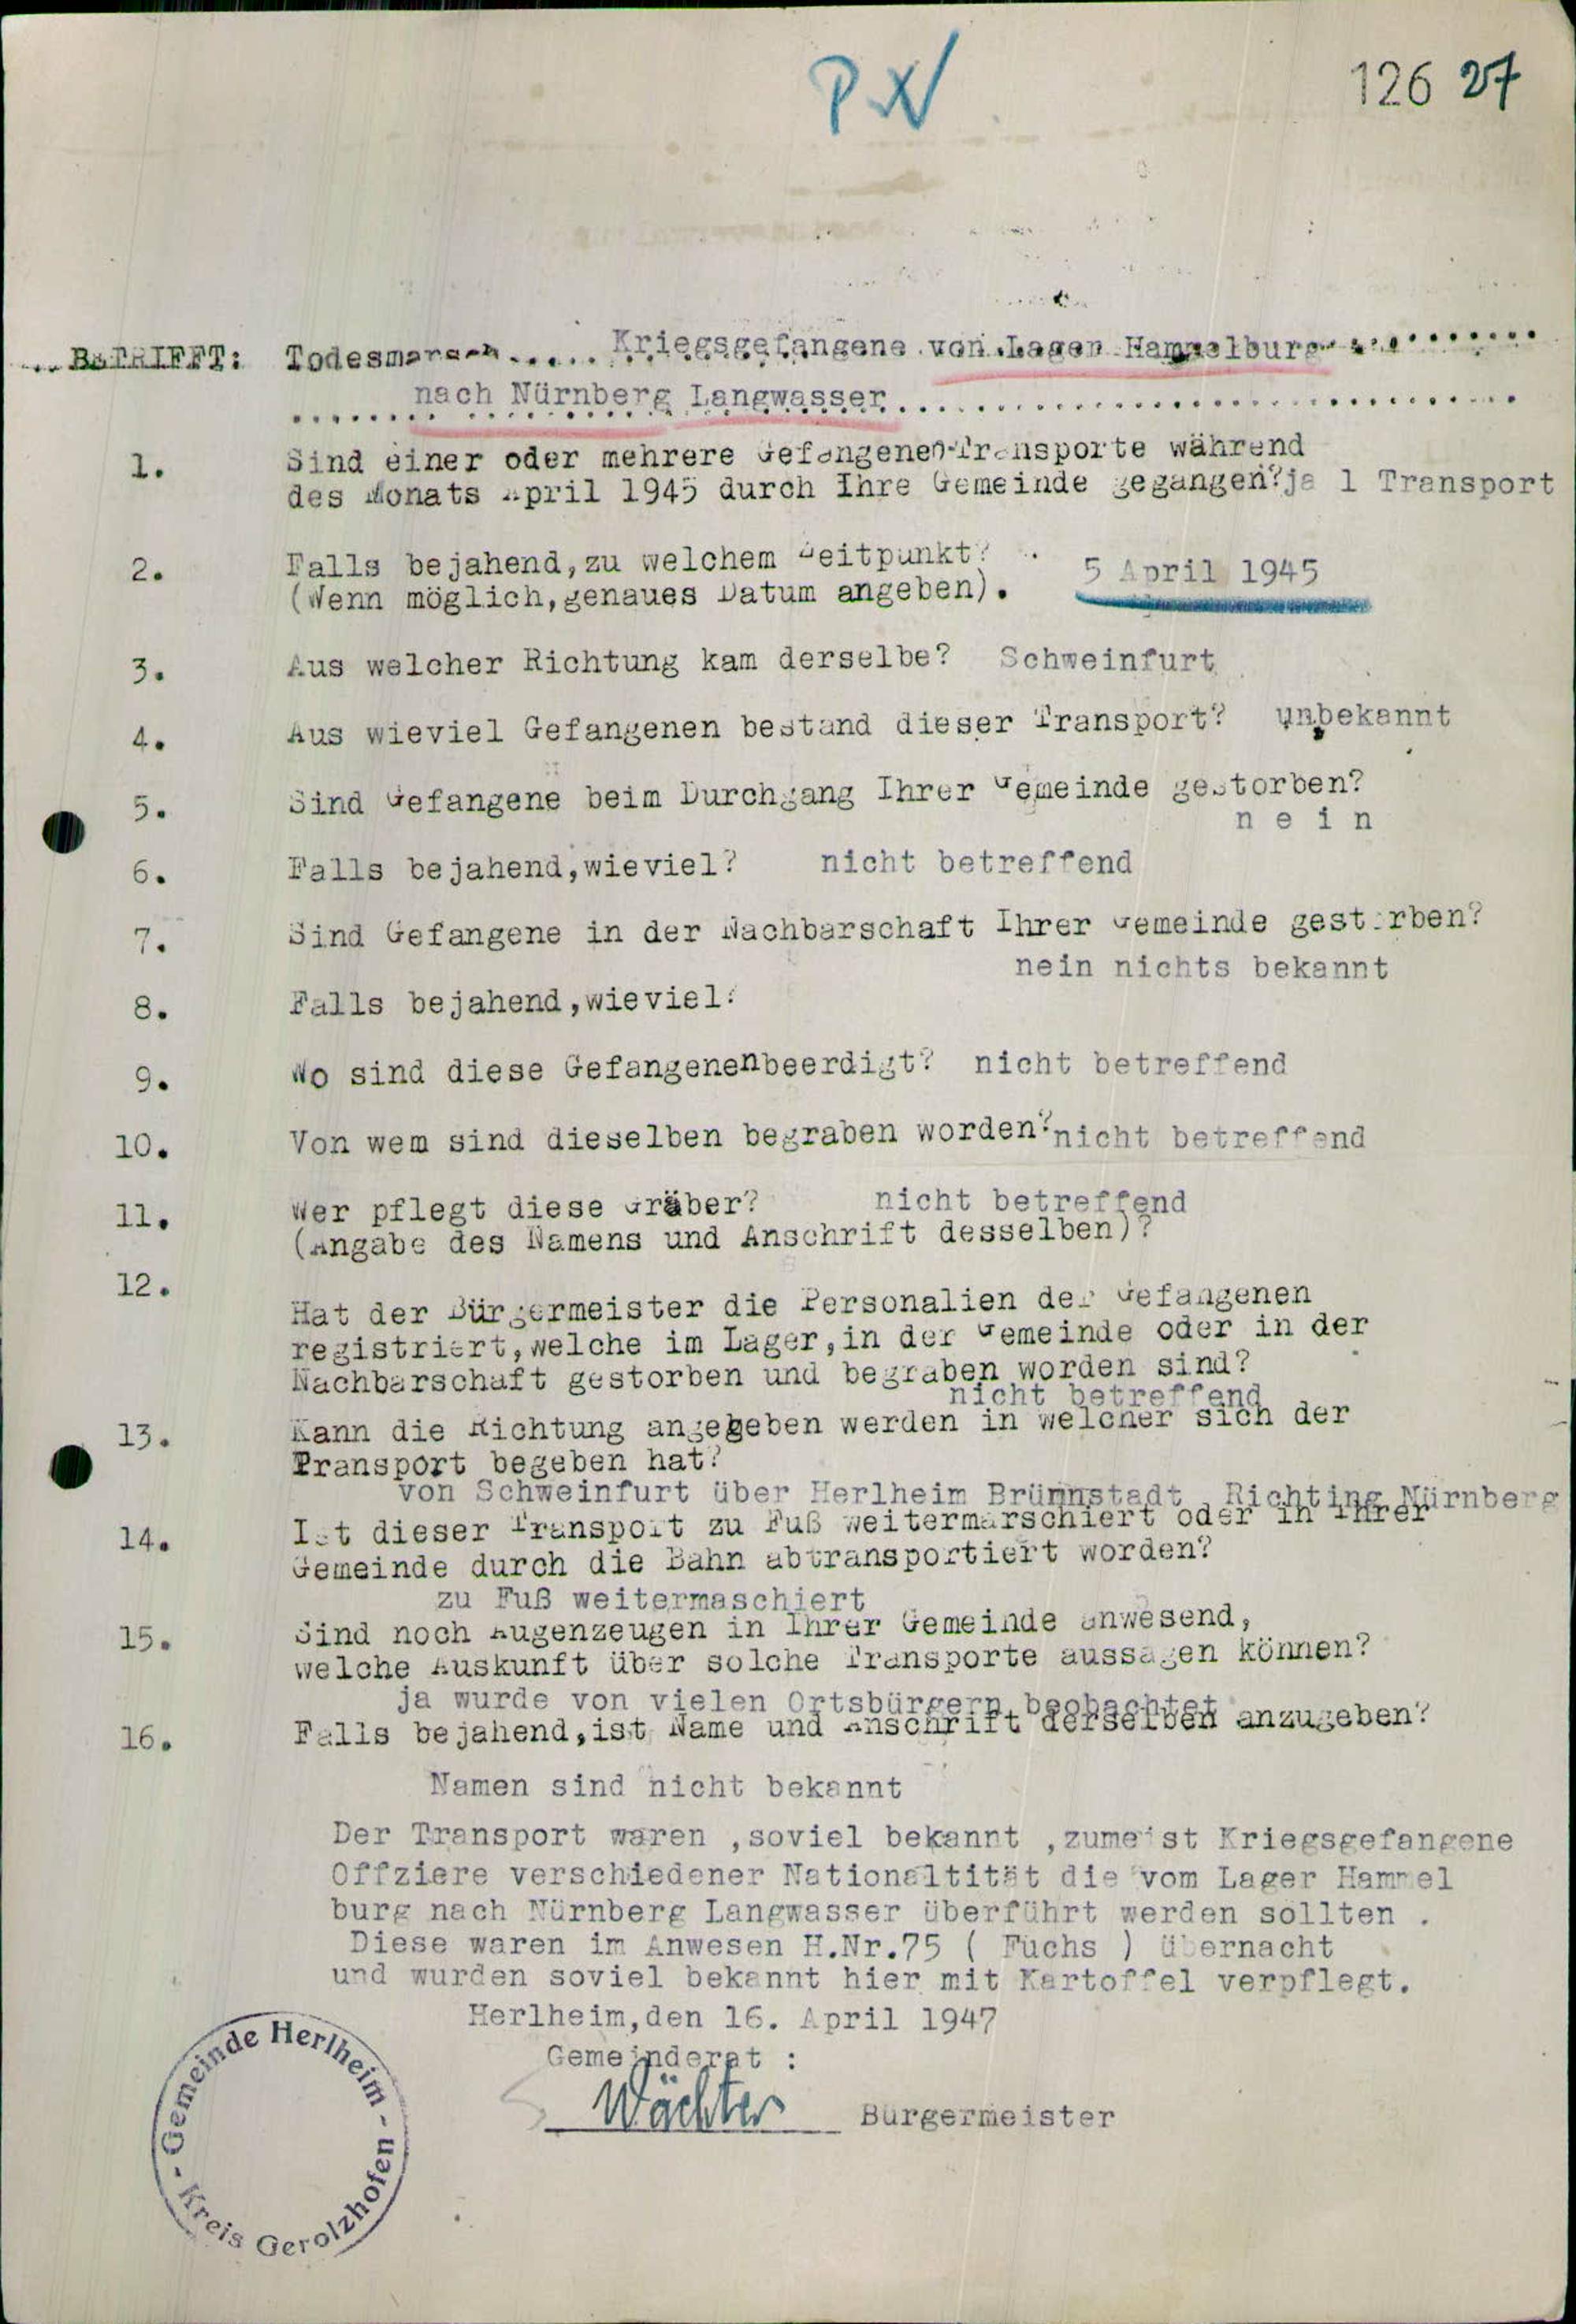 PW
126 27
BETRIFFT: Todesmarsch..... Kriegsgefangene von Lager Hammelburg
nach Nürnberg Langwasser
1. Sind einer oder mehrere Gefangenen-Transporte während
des Monats April 1945 durch Ihre Gemeinde gegangen?ja 1 Transport
2. Falls bejahend,zu welchem Zeitpunkt?
5 April 1945
(Wenn möglich,genaues Datum angeben).
3. Aus welcher Richtung kam derselbe? Schweinfurt
4. Aus wieviel Gefangenen bestand dieser Transport? unbekannt
5. Sind Gefangene beim Durchgang Ihrer Gemeinde gestorben?
n e i n
6. Falls bejahend,wieviel? nicht betreffend
7. Sind Gefangene in der Nachbarschaft Ihrer Gemeinde gestorben?
nein nichts bekannt
8. Falls bejahend,wieviel?
9. Wo sind diese Gefangenenbeerdigt? nicht betreffend
10. Von wem sind dieselben begraben worden?nicht betreffend
11. Wer pflegt diese Gräber? nicht betreffend
(Angabe des Namens und Anschrift desselben)?
12.
Hat der Bürgermeister die Personalien der Gefangenen
registriert,welche im Lager,in der Gemeinde oder in der
Nachbarschaft gestorben und begraben worden sind?
nicht betreffend
13. Kann die Richtung angegeben werden in welcher sich der
Transport begeben hat?
von Schweinfurt über Herlheim Brünnstadt Richting Nürnberg
14. Ist dieser Transport zu Fuß weitermarschiert oder in Ihrer
Gemeinde durch die Bahn abtransportiert worden?
zu Fuß weitermaschiert
15. Sind noch Augenzeugen in Ihrer Gemeinde anwesend,
welche Auskunft über solche Transporte aussagen können?
ja wurde von vielen Ortsbürgern beobachtet
16. Falls bejahend,ist Name und Anschrift derselben anzugeben?
Namen sind nicht bekannt
Der Transport waren ,soviel bekannt ,zumeist Kriegsgefangene
Offziere verschiedener Nationaltität die vom Lager Hammel
burg nach Nürnberg Langwasser überführt werden sollten .
Diese waren im Anwesen H.Nr.75 ( Fuchs ) übernacht
und wurden soviel bekannt hier mit Kartoffel verpflegt.
Herlheim,den 16. April 1947
Gemeinderat :
Wächter Bürgermeister
- Gemeinde Herlheim -
Kreis Gerolzhofen